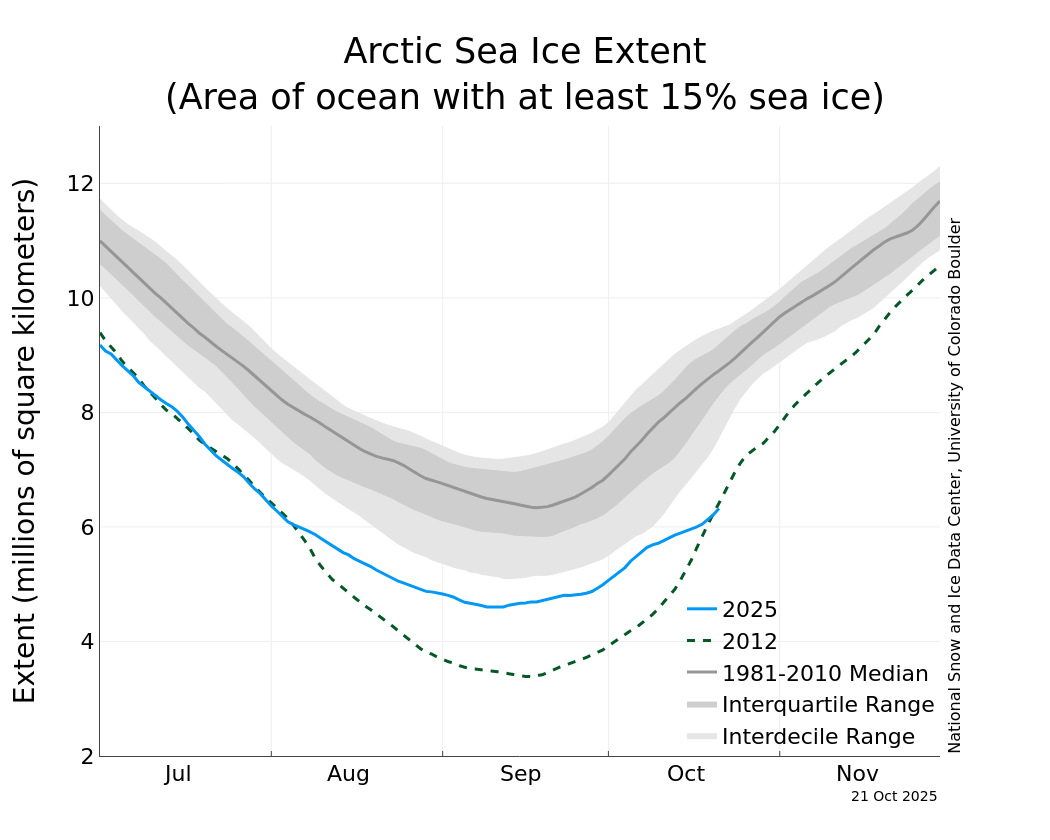 Arctic Sea Ice Extent
(Area of ocean with at least 15% sea ice)
Extent (millions of square kilometers)
12
10
8
6
4
2
Jul
Aug
Sep
Oct
Nov
2025
2012
1981-2010 Median
Interquartile Range
Interdecile Range
National Snow and Ice Data Center, University of Colorado Boulder
21 Oct 2025